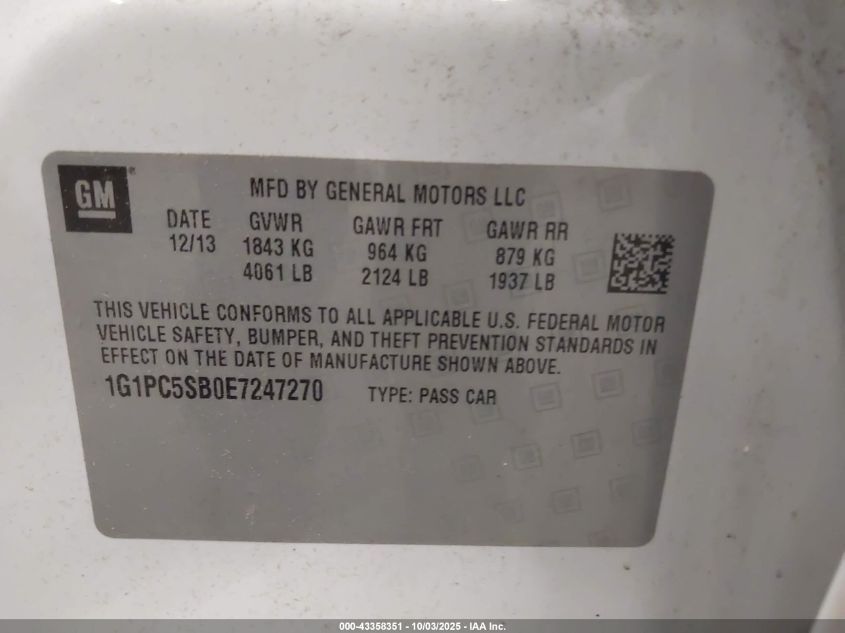 GM®
MFD BY GENERAL MOTORS LLC
DATE GVWR GAWR FRT GAWR RR
12/13 1843 KG 964 KG 879 KG
4061 LB 2124 LB 1937 LB
THIS VEHICLE CONFORMS TO ALL APPLICABLE U.S. FEDERAL MOTOR
VEHICLE SAFETY, BUMPER, AND THEFT PREVENTION STANDARDS IN
EFFECT ON THE DATE OF MANUFACTURE SHOWN ABOVE.
1G1PC5SB0E7247270 TYPE: PASS CAR
000-43358351 - 10/03/2025 - IAA Inc.